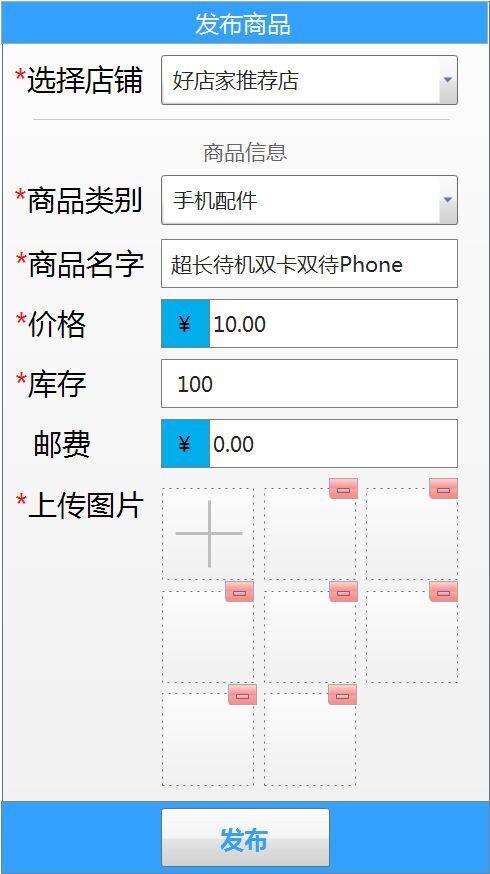 发布商品
*选择店铺 好店家推荐店
商品信息
*商品类别 手机配件
*商品名字 超长待机双卡双待Phone
*价格 ¥ 10.00
*库存 100
邮费 ¥ 0.00
*上传图片
发布